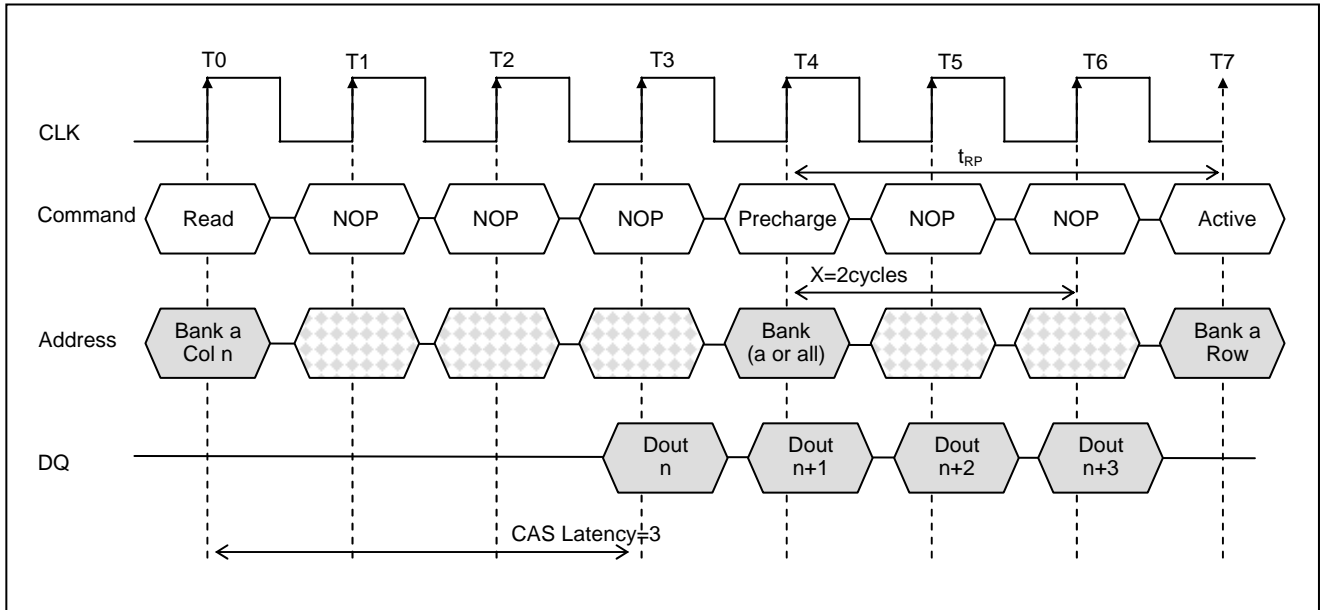 T0 T1 T2 T3 T4 T5 T6 T7
CLK
tRP
Command Read NOP NOP NOP Precharge NOP NOP Active
X=2cycles
Address
Bank a
Col n
Bank
(a or all)
Bank a
Row
DQ
Dout
n
Dout
n+1
Dout
n+2
Dout
n+3
CAS Latency=3